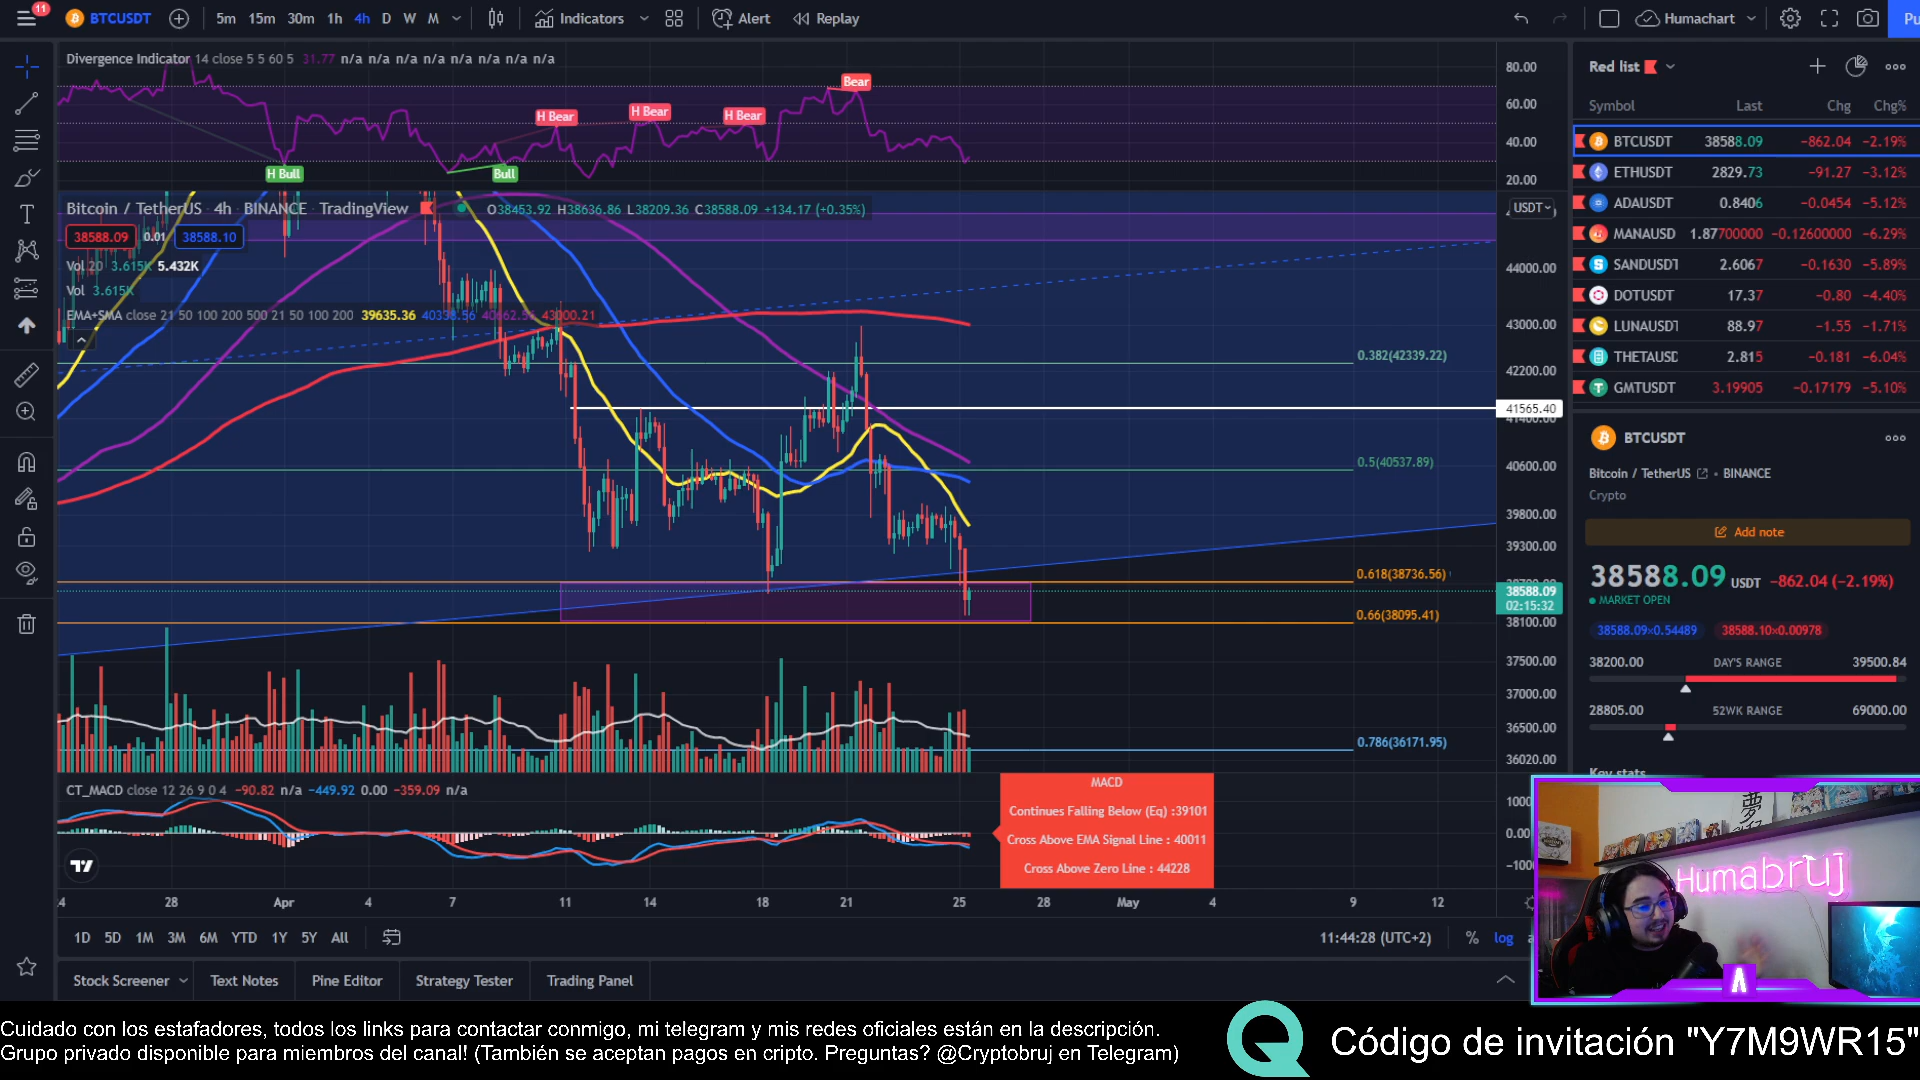 11
BTCUSDT 5m 15m 30m 1h 4h D W M Indicators Alert Replay Humachart Pu
Divergence Indicator 14 close 5 5 60 5 31.77 n/a n/a n/a n/a n/a n/a n/a n/a
80.00
60.00
40.00
20.00
H Bull
Bull
H Bear
H Bear
H Bear
Bear
Bitcoin / TetherUS · 4h · BINANCE · TradingView O38453.92 H38636.86 L38209.36 C38588.09 +134.17 (+0.35%)
38588.09 0.01 38588.10
Vol 20 3.615K 5.432K
Vol 3.615K
EMA+SMA close 21 50 100 200 500 21 50 100 200 39635.36 40338.56 40662.56 43000.21
USDT
44000.00
43000.00
42200.00
41565.40
40600.00
39800.00
39300.00
38588.09
02:15:32
38100.00
37500.00
37000.00
36500.00
36020.00
0.382(42339.22)
0.5(40537.89)
0.618(38736.56)
0.66(38095.41)
0.786(36171.95)
CT_MACD close 12 26 9 0 4 −90.82 n/a −449.92 0.00 −359.09 n/a
MACD
Continues Falling Below (Eq) :39101
Cross Above EMA Signal Line : 40011
Cross Above Zero Line : 44228
1000
0.00
−1000
28 Apr 4 7 11 14 18 21 25 28 May 4 9 12
1D 5D 1M 3M 6M YTD 1Y 5Y All
11:44:28 (UTC+2) % log
Stock Screener Text Notes Pine Editor Strategy Tester Trading Panel
Red list
Symbol Last Chg Chg%
BTCUSDT 38588.09 −862.04 −2.19%
ETHUSDT 2829.73 −91.27 −3.12%
ADAUSDT 0.8406 −0.0454 −5.12%
MANAUSD 1.87700000 −0.12600000 −6.29%
SANDUSDT 2.6067 −0.1630 −5.89%
DOTUSDT 17.37 −0.80 −4.40%
LUNAUSDT 88.97 −1.55 −1.71%
THETAUSD 2.815 −0.181 −6.04%
GMTUSDT 3.19905 −0.17179 −5.10%
BTCUSDT
Bitcoin / TetherUS • BINANCE
Crypto
Add note
38588.09 USDT −862.04 (−2.19%)
MARKET OPEN
38588.09×0.54489 38588.10×0.00978
38200.00 DAY'S RANGE 39500.84
28805.00 52WK RANGE 69000.00
Key stats
Humabruj
Cuidado con los estafadores, todos los links para contactar conmigo, mi telegram y mis redes oficiales están en la descripción.
Grupo privado disponible para miembros del canal! (También se aceptan pagos en cripto. Preguntas? @Cryptobruj en Telegram)
Código de invitación "Y7M9WR15"